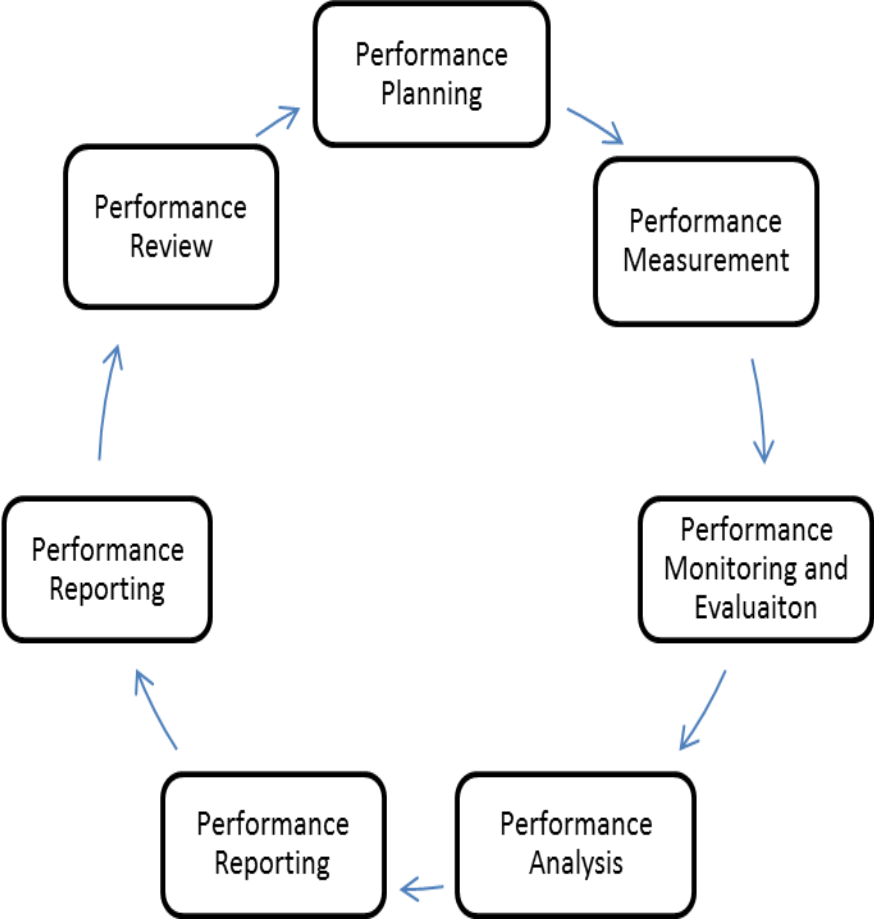 Performance
Planning
Performance
Measurement
Performance
Monitoring and
Evaluaiton
Performance
Analysis
Performance
Reporting
Performance
Reporting
Performance
Review